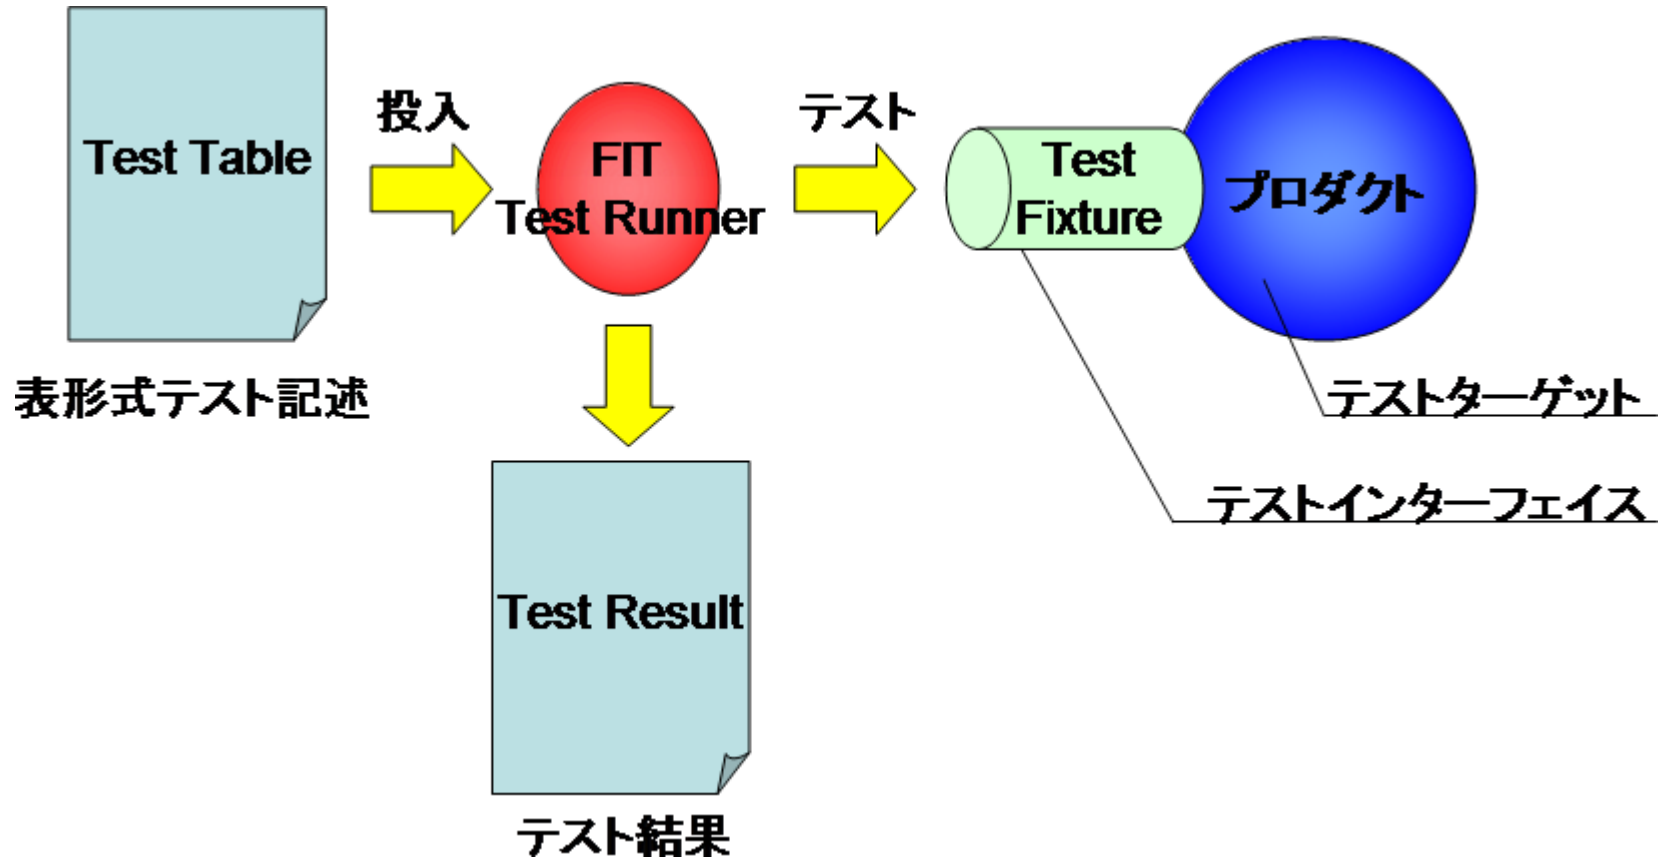 Test Table
表形式テスト記述
投入
FIT
Test Runner
テスト
Test
Fixture
プロダクト
テストターゲット
テストインターフェイス
Test Result
テスト結果